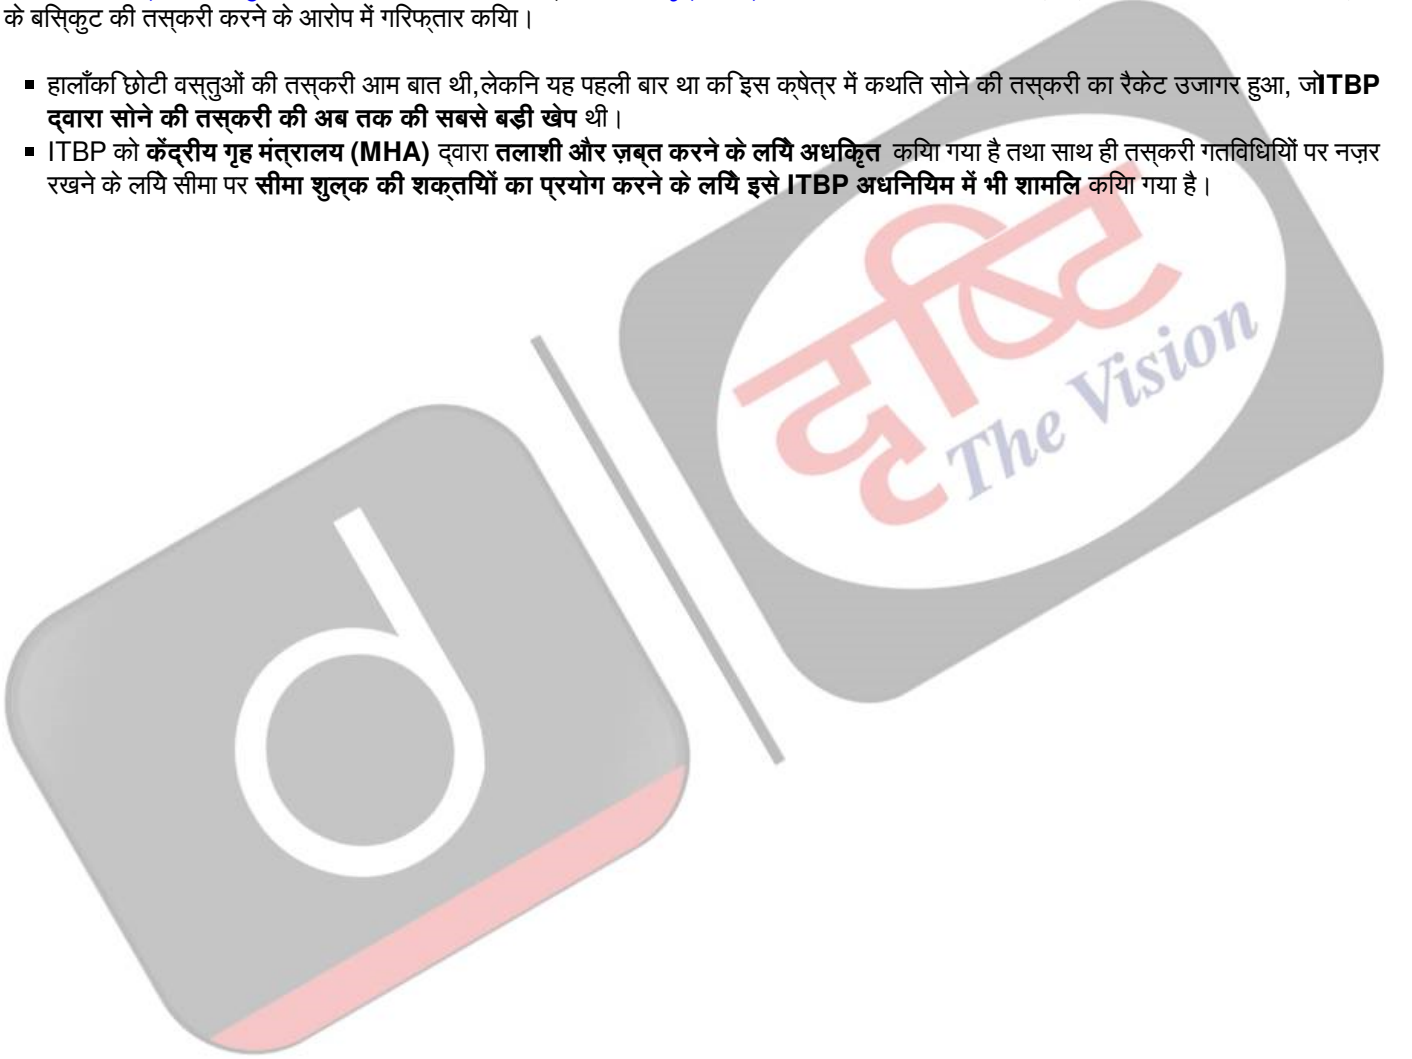 के बिस्कुट की तस्करी करने के आरोप में गिरफ्तार किया।
हालाँकि छोटी वस्तुओं की तस्करी आम बात थी,लेकिन यह पहली बार था कि इस क्षेत्र में कथित सोने की तस्करी का रैकेट उजागर हुआ, जो ITBP
द्वारा सोने की तस्करी की अब तक की सबसे बड़ी खेप थी।
ITBP को केंद्रीय गृह मंत्रालय (MHA) द्वारा तलाशी और ज़ब्त करने के लिये अधिकृत किया गया है तथा साथ ही तस्करी गतिविधियों पर नज़र
रखने के लिये सीमा पर सीमा शुल्क की शक्तियों का प्रयोग करने के लिये इसे ITBP अधिनियम में भी शामिल किया गया है।
दृष्टि
The Vision
d